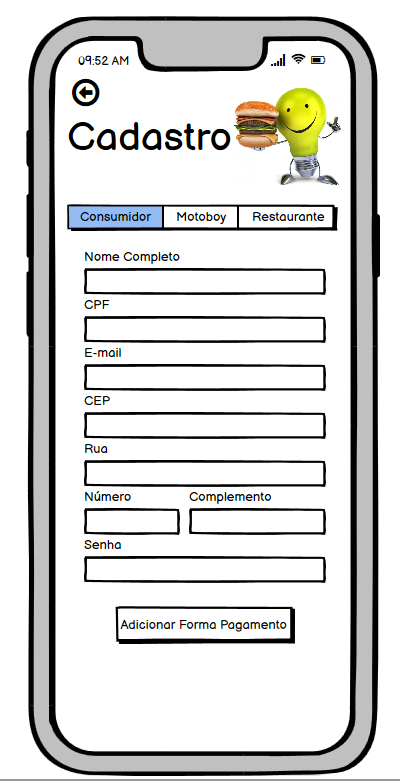 09:52 AM
Cadastro
Consumidor Motoboy Restaurante
Nome Completo
CPF
E-mail
CEP
Rua
Número Complemento
Senha
Adicionar Forma Pagamento